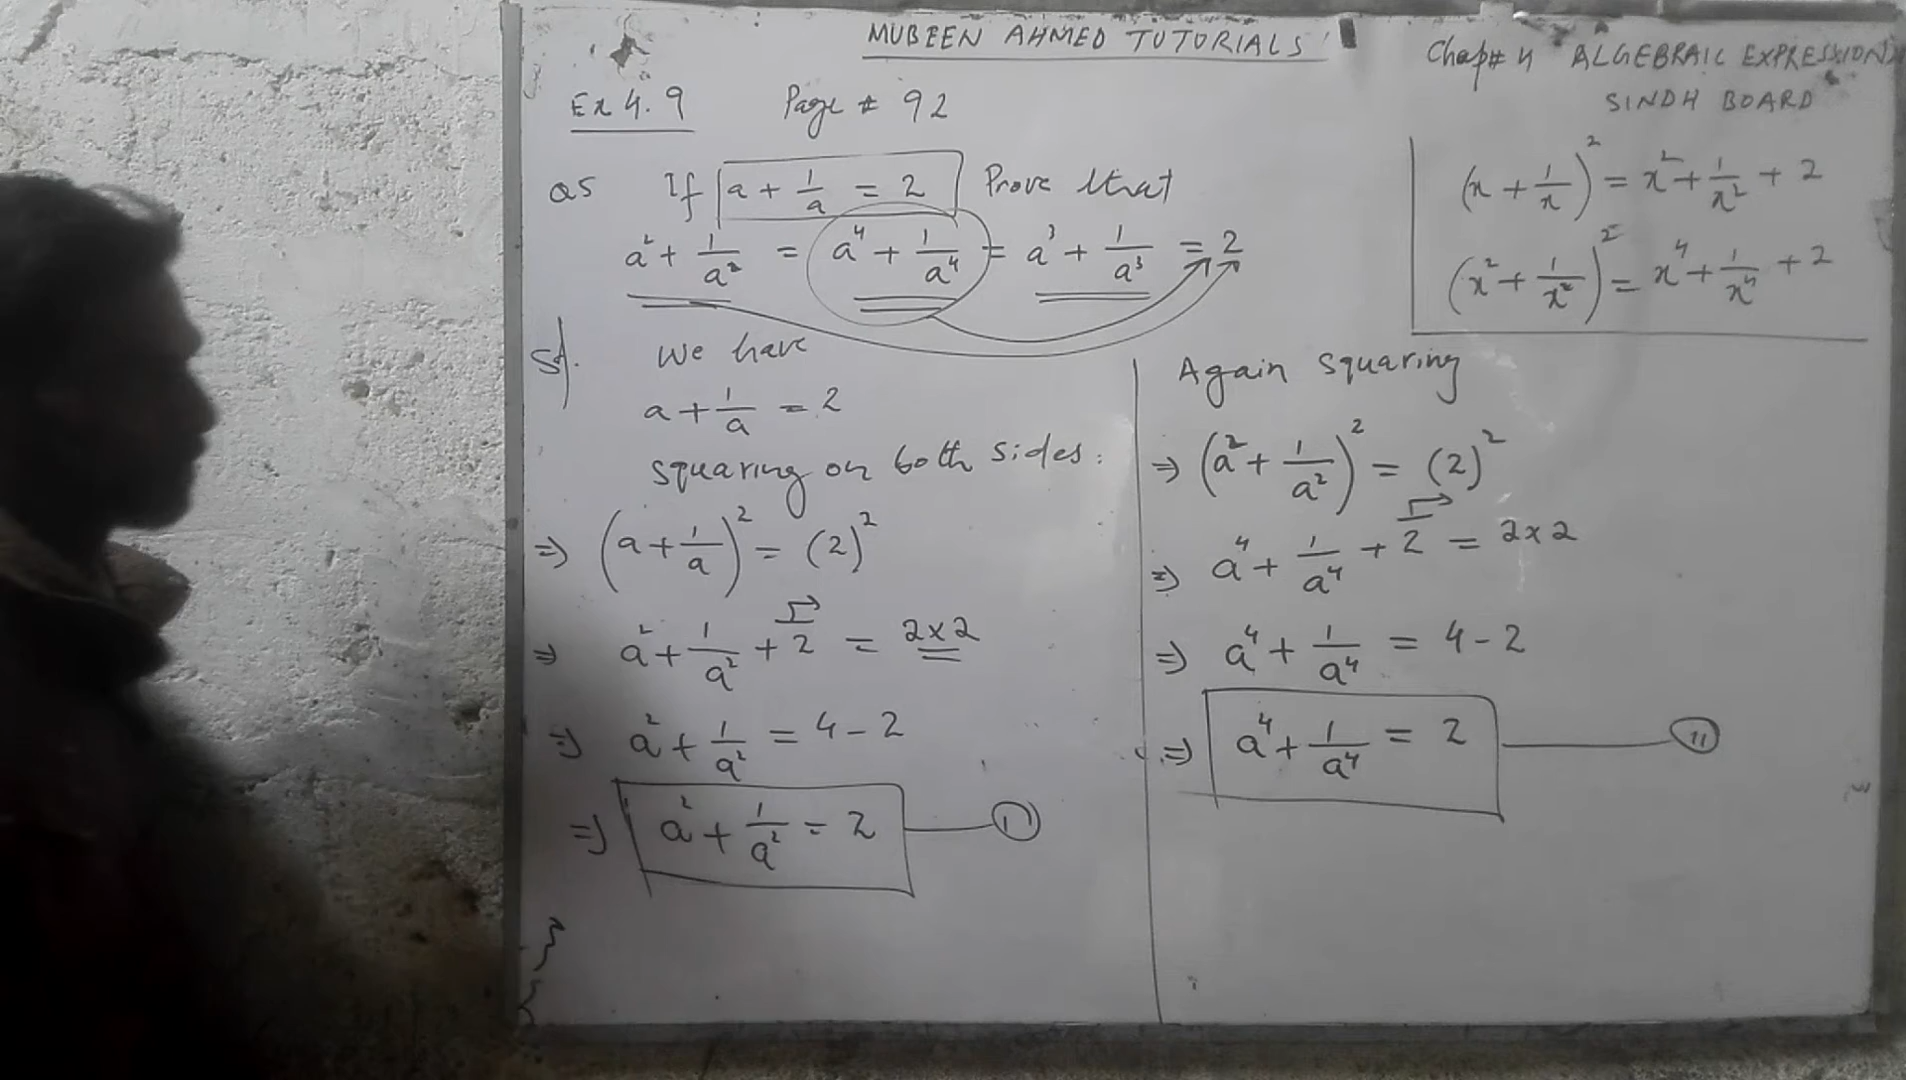 MUBEEN AHMED TUTORIALS
Chap# 4 ALGEBRAIC EXPRESSIONS
SINDH BOARD
Ex 4.9 Page # 92
Q5 If a + 1/a = 2 Prove that
a² + 1/a² = a⁴ + 1/a⁴ = a³ + 1/a³ = 2
(x + 1/x)² = x² + 1/x² + 2
(x² + 1/x²)² = x⁴ + 1/x⁴ + 2
Sol. We have
a + 1/a = 2
squaring on both sides.
⇒ (a + 1/a)² = (2)²
⇒ a² + 1/a² + 2 = 2×2
⇒ a² + 1/a² = 4 - 2
⇒ a² + 1/a² = 2 — (1)
Again squaring
⇒ (a² + 1/a²)² = (2)²
⇒ a⁴ + 1/a⁴ + 2 = 2×2
⇒ a⁴ + 1/a⁴ = 4 - 2
⇒ a⁴ + 1/a⁴ = 2 — (11)